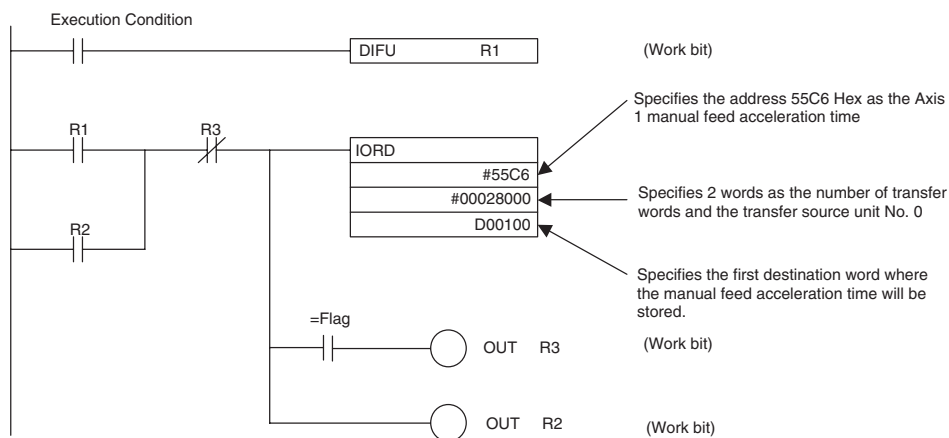 Execution Condition
DIFU R1
(Work bit)
Specifies the address 55C6 Hex as the Axis
1 manual feed acceleration time
R1
R3
IORD
#55C6
#00028000
D00100
Specifies 2 words as the number of transfer
words and the transfer source unit No. 0
R2
Specifies the first destination word where
the manual feed acceleration time will be
stored.
=Flag
OUT R3
(Work bit)
OUT R2
(Work bit)